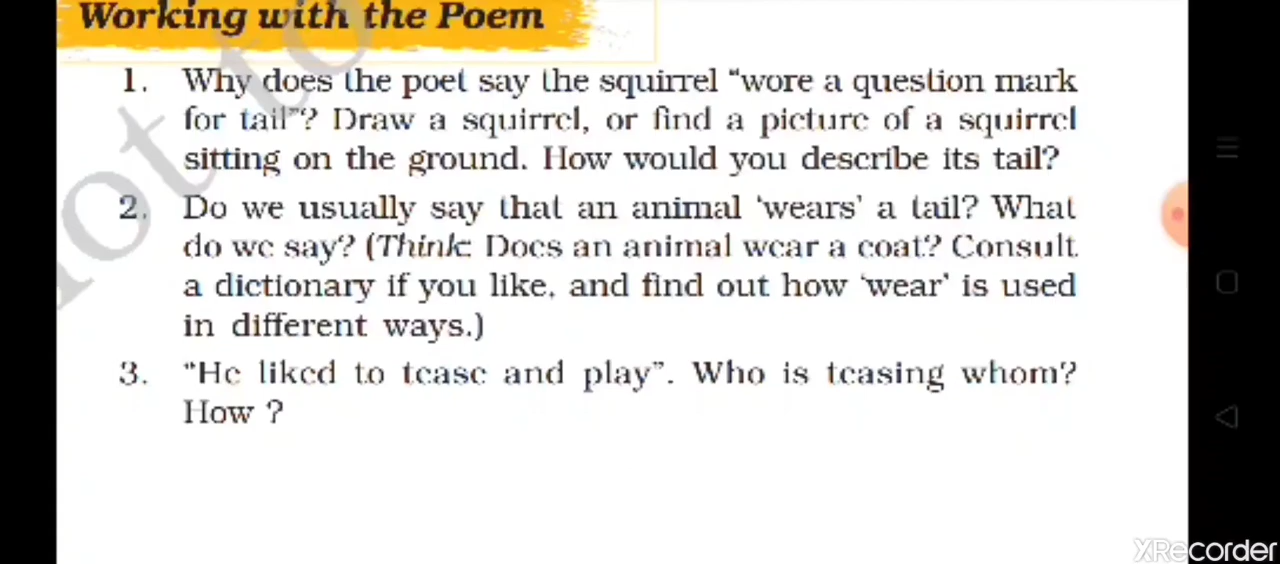 Working with the Poem
1. Why does the poet say the squirrel “wore a question mark
for tail”? Draw a squirrel, or find a picture of a squirrel
sitting on the ground. How would you describe its tail?
2. Do we usually say that an animal ‘wears’ a tail? What
do we say? (Think: Does an animal wear a coat? Consult
a dictionary if you like, and find out how ‘wear’ is used
in different ways.)
3. “He liked to tease and play”. Who is teasing whom?
How ?
not to
XRecorder